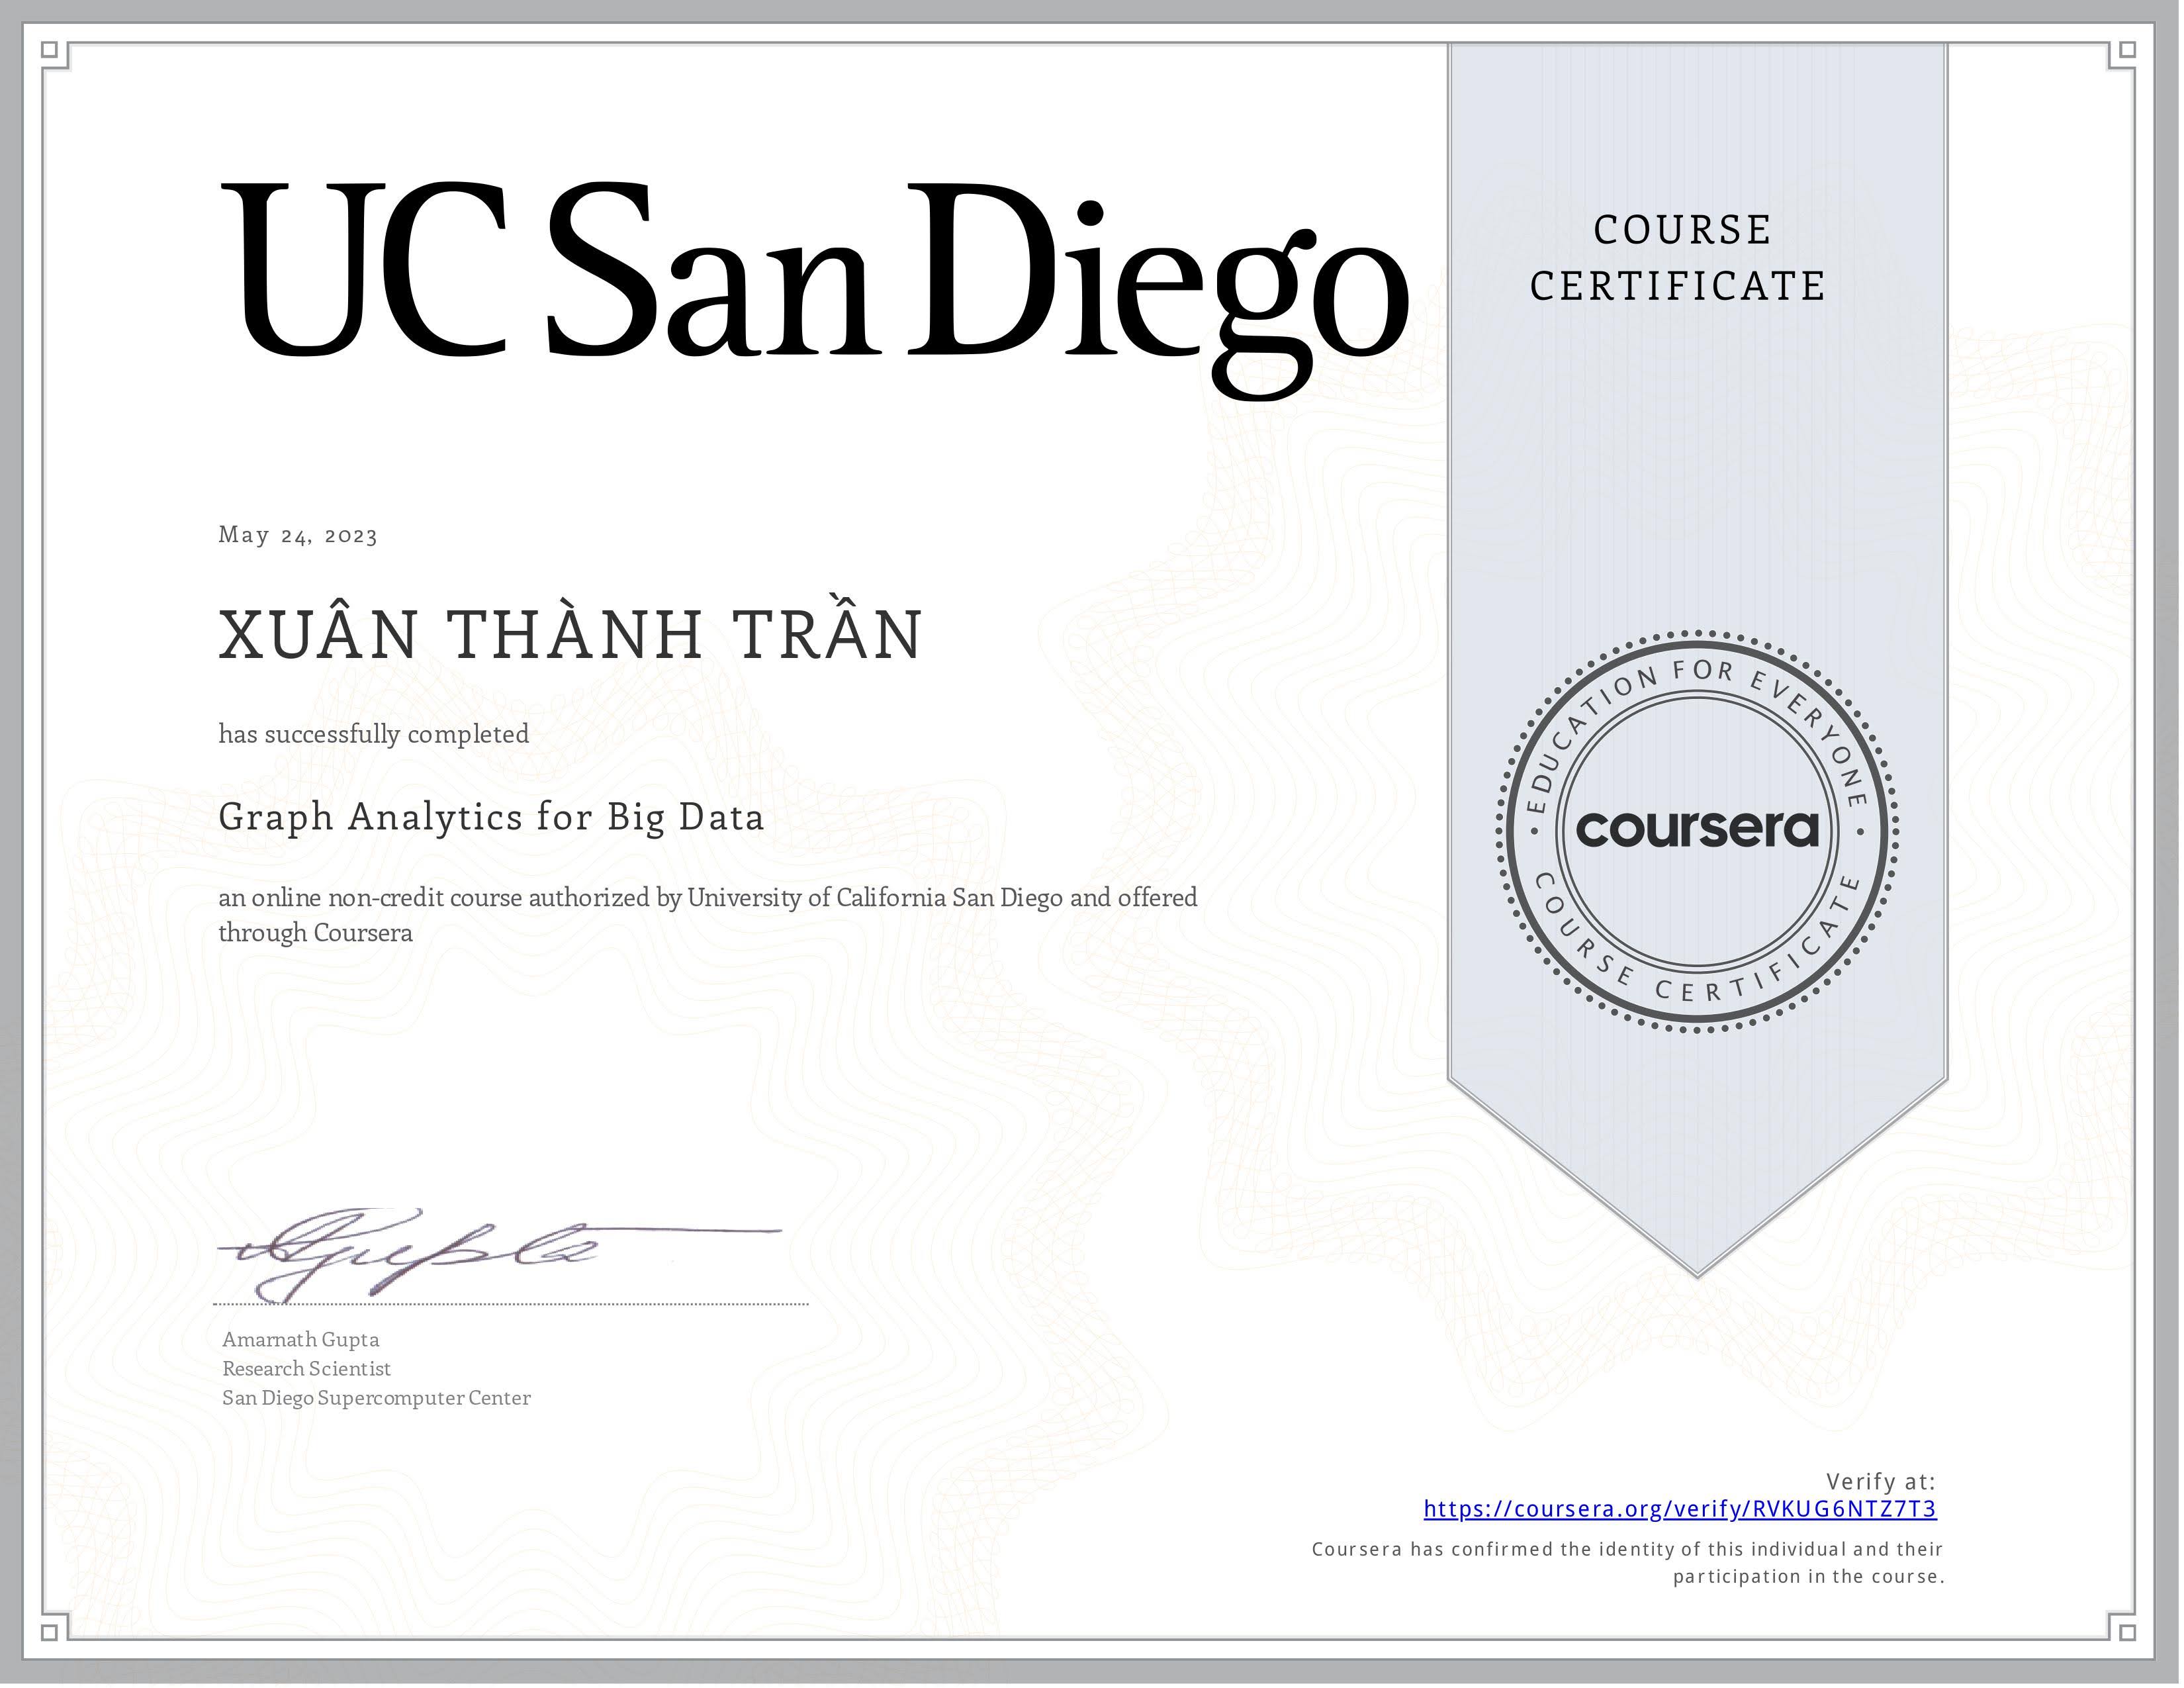 UC San Diego
COURSE
CERTIFICATE
May 24, 2023
XUÂN THÀNH TRẦN
has successfully completed
Graph Analytics for Big Data
an online non-credit course authorized by University of California San Diego and offered
through Coursera
EDUCATION FOR EVERYONE
coursera
COURSE CERTIFICATE
AGupta
Amarnath Gupta
Research Scientist
San Diego Supercomputer Center
Verify at:
https://coursera.org/verify/RVKUG6NTZ7T3
Coursera has confirmed the identity of this individual and their
participation in the course.